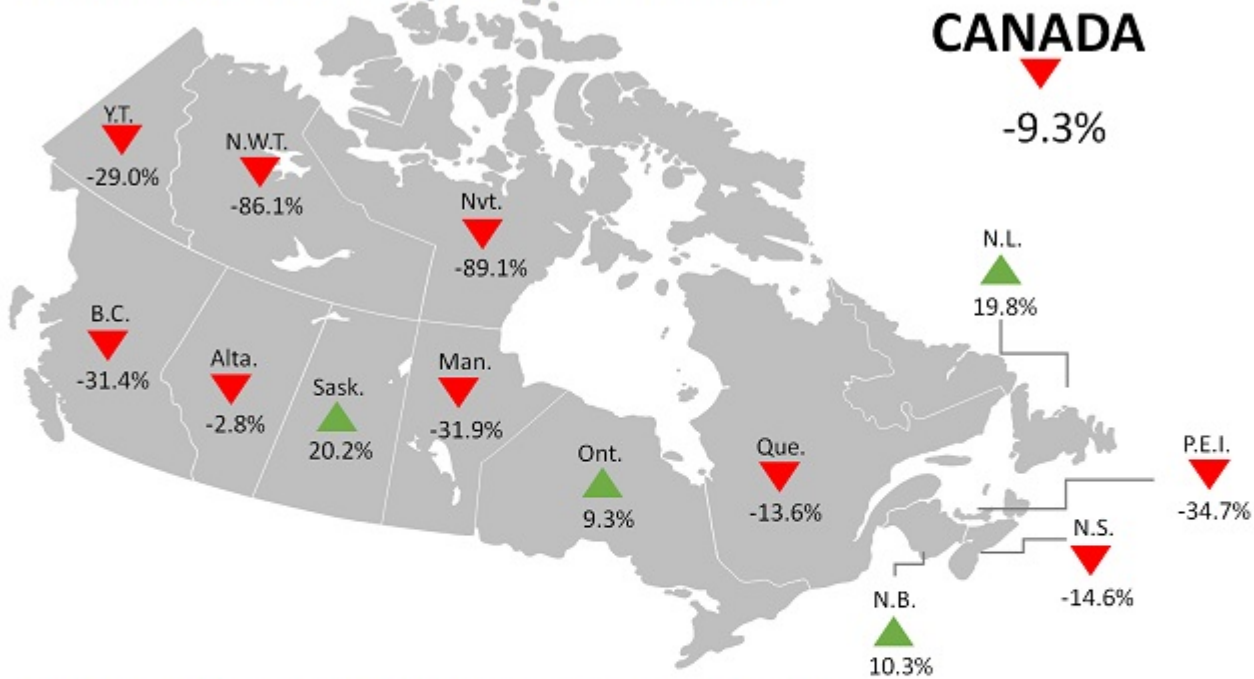 CANADA
-9.3%
Y.T.
-29.0%
N.W.T.
-86.1%
Nvt.
-89.1%
N.L.
19.8%
B.C.
-31.4%
Alta.
-2.8%
Sask.
20.2%
Man.
-31.9%
Ont.
9.3%
Que.
-13.6%
P.E.I.
-34.7%
N.S.
-14.6%
N.B.
10.3%